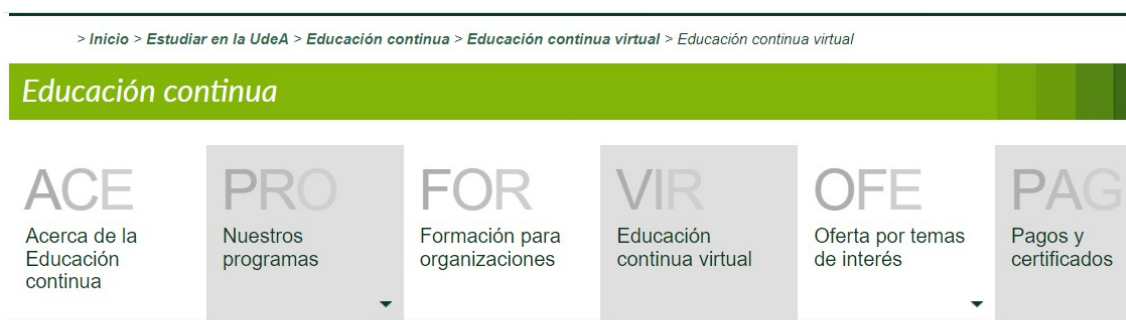 > Inicio > Estudiar en la UdeA > Educación continua > Educación continua virtual > Educación continua virtual
Educación continua
ACE
Acerca de la
Educación
continua
PRO
Nuestros
programas
FOR
Formación para
organizaciones
VIR
Educación
continua virtual
OFE
Oferta por temas
de interés
PAG
Pagos y
certificados